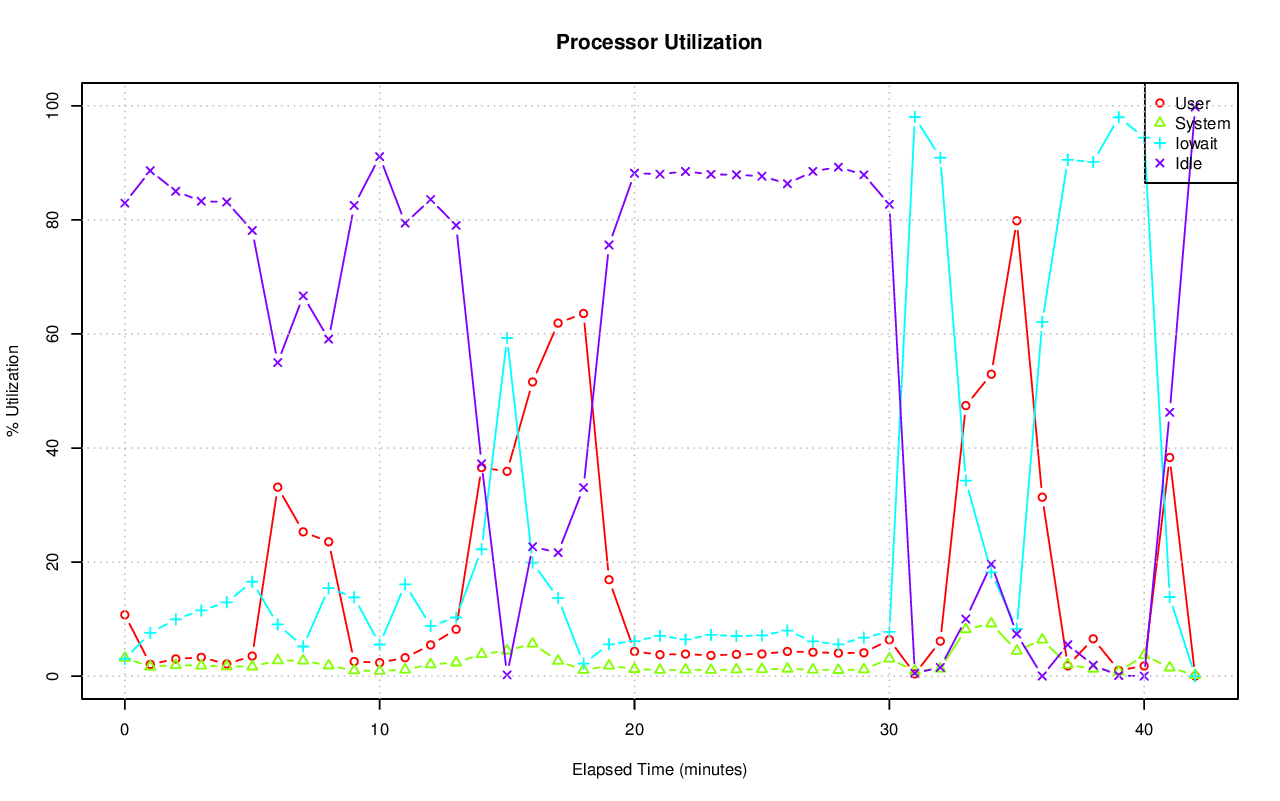 Processor Utilization
% Utilization
100
80
60
40
20
0
User
System
Iowait
Idle
0 10 20 30 40
Elapsed Time (minutes)